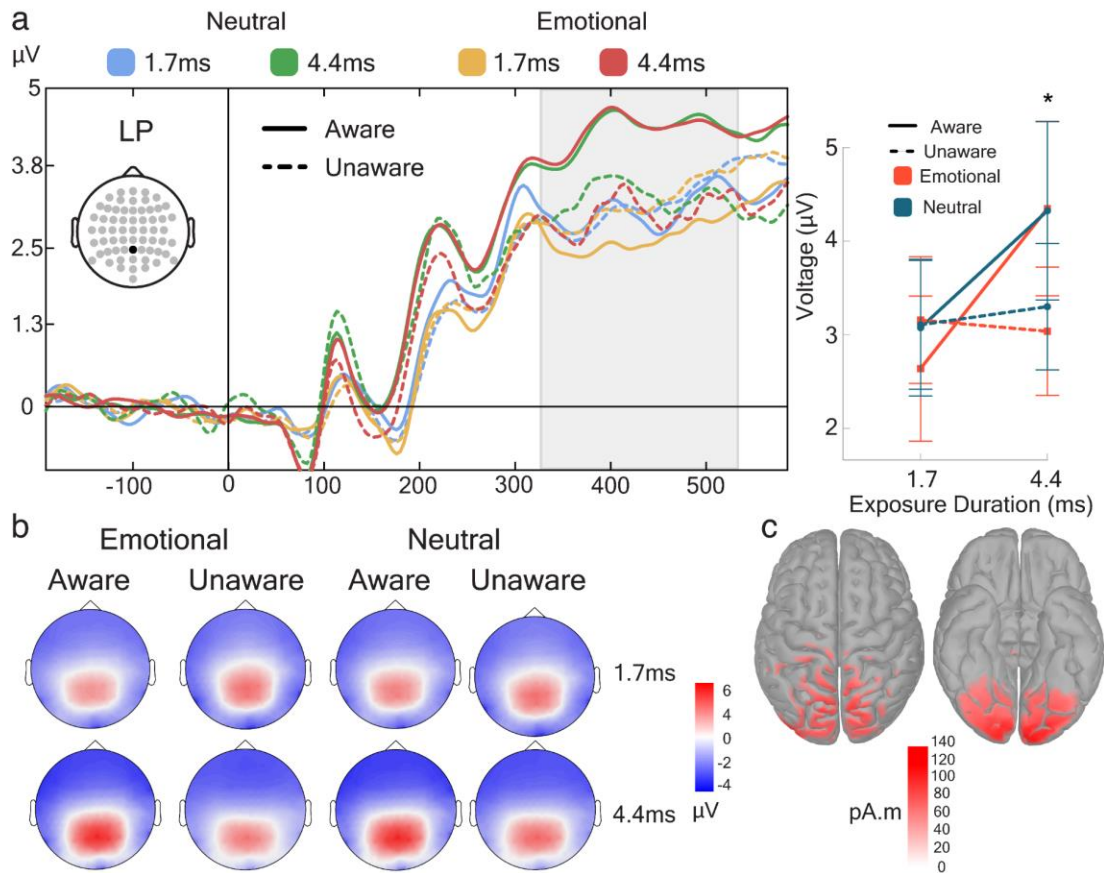 a
Neutral
Emotional
µV
1.7ms
4.4ms
1.7ms
4.4ms
5
3.8
2.5
1.3
0
LP
Aware
Unaware
-100
0
100
200
300
400
500
*
Aware
Unaware
Emotional
Neutral
Voltage (µV)
5
4
3
2
1.7
4.4
Exposure Duration (ms)
b
Emotional
Neutral
Aware
Unaware
Aware
Unaware
1.7ms
4.4ms
6
4
2
0
-2
-4
µV
c
pA.m
140
120
100
80
60
40
20
0